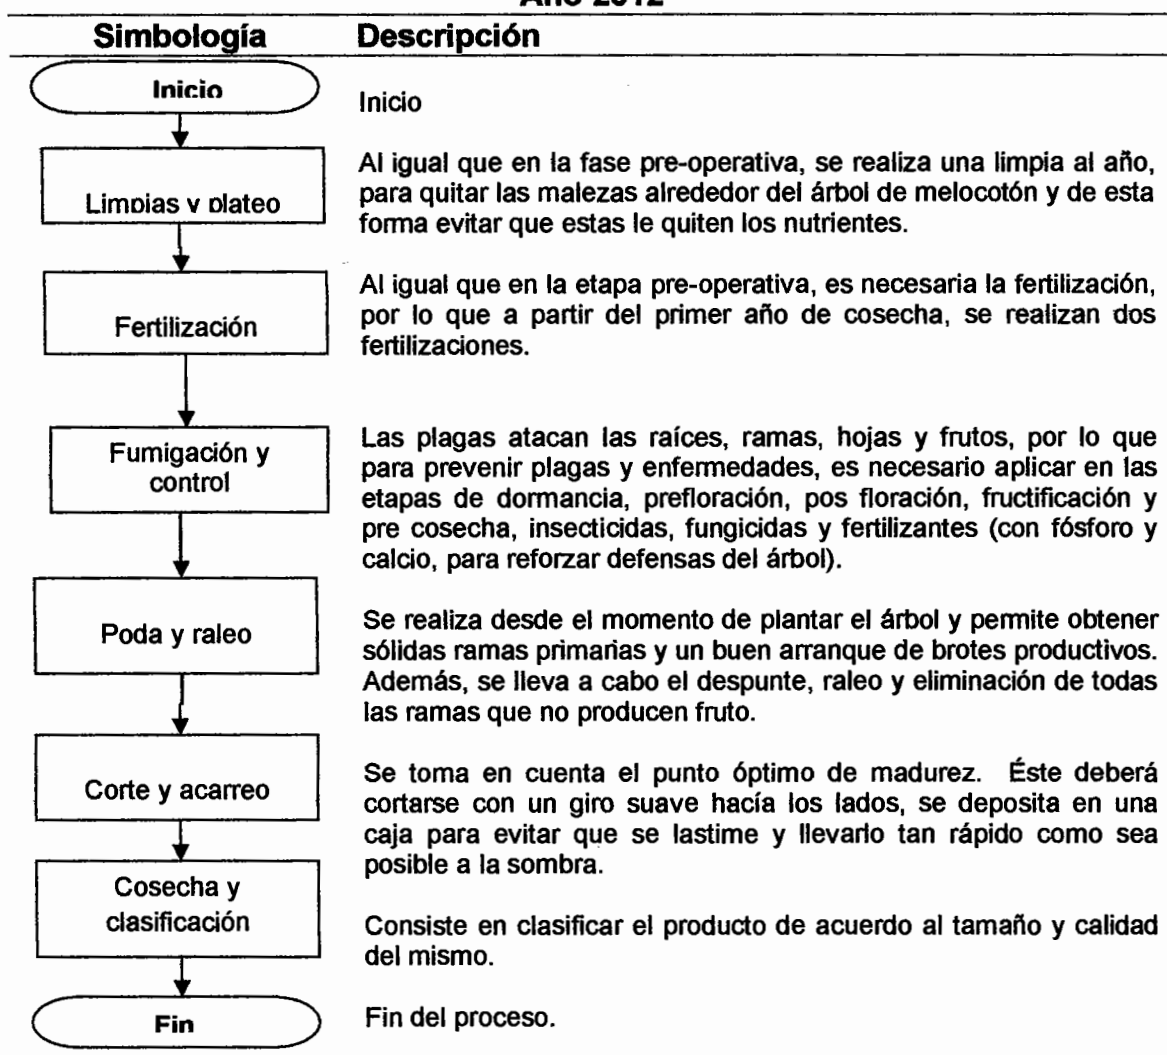 Año 2012
Simbología Descripción
Inicio
Inicio
Limpias y plateo
Al igual que en la fase pre-operativa, se realiza una limpia al año,
para quitar las malezas alrededor del árbol de melocotón y de esta
forma evitar que estas le quiten los nutrientes.
Fertilización
Al igual que en la etapa pre-operativa, es necesaria la fertilización,
por lo que a partir del primer año de cosecha, se realizan dos
fertilizaciones.
Fumigación y
control
Las plagas atacan las raíces, ramas, hojas y frutos, por lo que
para prevenir plagas y enfermedades, es necesario aplicar en las
etapas de dormancia, prefloración, pos floración, fructificación y
pre cosecha, insecticidas, fungicidas y fertilizantes (con fósforo y
calcio, para reforzar defensas del árbol).
Poda y raleo
Se realiza desde el momento de plantar el árbol y permite obtener
sólidas ramas primarias y un buen arranque de brotes productivos.
Además, se lleva a cabo el despunte, raleo y eliminación de todas
las ramas que no producen fruto.
Corte y acarreo
Se toma en cuenta el punto óptimo de madurez. Éste deberá
cortarse con un giro suave hacía los lados, se deposita en una
caja para evitar que se lastime y llevarlo tan rápido como sea
posible a la sombra.
Cosecha y
clasificación
Consiste en clasificar el producto de acuerdo al tamaño y calidad
del mismo.
Fin
Fin del proceso.